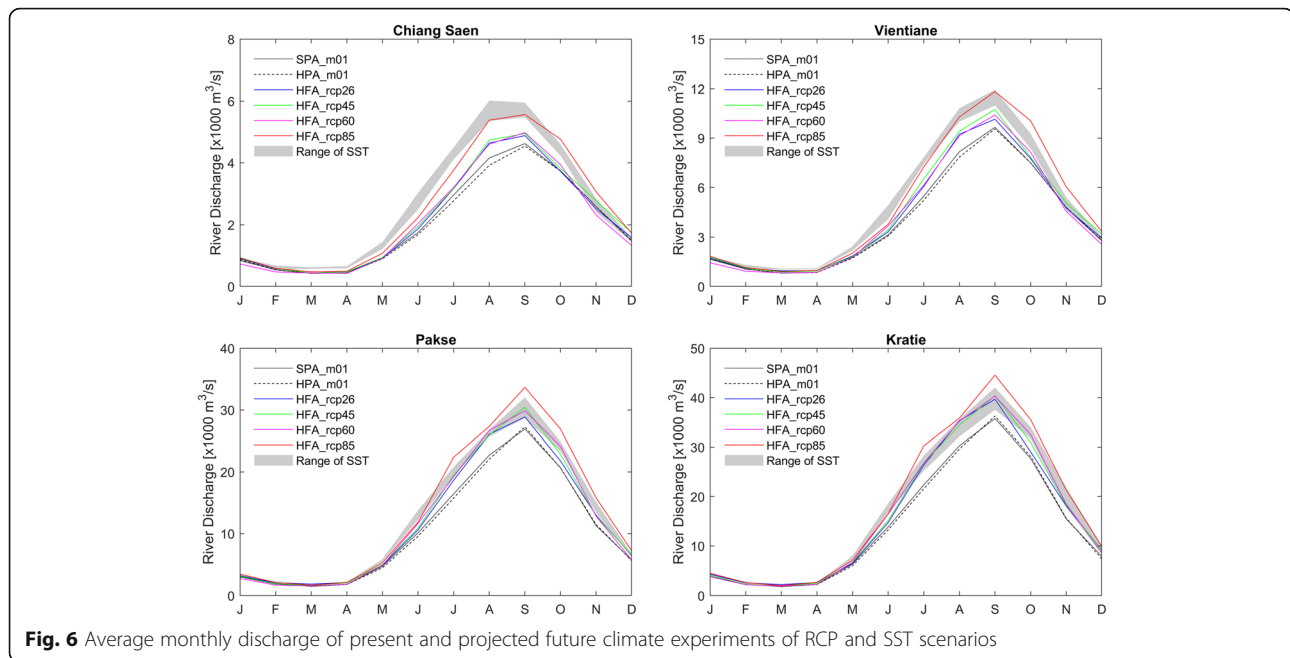 Chiang Saen
River Discharge [x1000 m³/s]
8
6
4
2
0
SPA_m01
HPA_m01
HFA_rcp26
HFA_rcp45
HFA_rcp60
HFA_rcp85
Range of SST
J F M A M J J A S O N D
Vientiane
River Discharge [x1000 m³/s]
15
12
9
6
3
0
SPA_m01
HPA_m01
HFA_rcp26
HFA_rcp45
HFA_rcp60
HFA_rcp85
Range of SST
J F M A M J J A S O N D
Pakse
River Discharge [x1000 m³/s]
40
30
20
10
0
SPA_m01
HPA_m01
HFA_rcp26
HFA_rcp45
HFA_rcp60
HFA_rcp85
Range of SST
J F M A M J J A S O N D
Kratie
River Discharge [x1000 m³/s]
50
40
30
20
10
0
SPA_m01
HPA_m01
HFA_rcp26
HFA_rcp45
HFA_rcp60
HFA_rcp85
Range of SST
J F M A M J J A S O N D
Fig. 6 Average monthly discharge of present and projected future climate experiments of RCP and SST scenarios